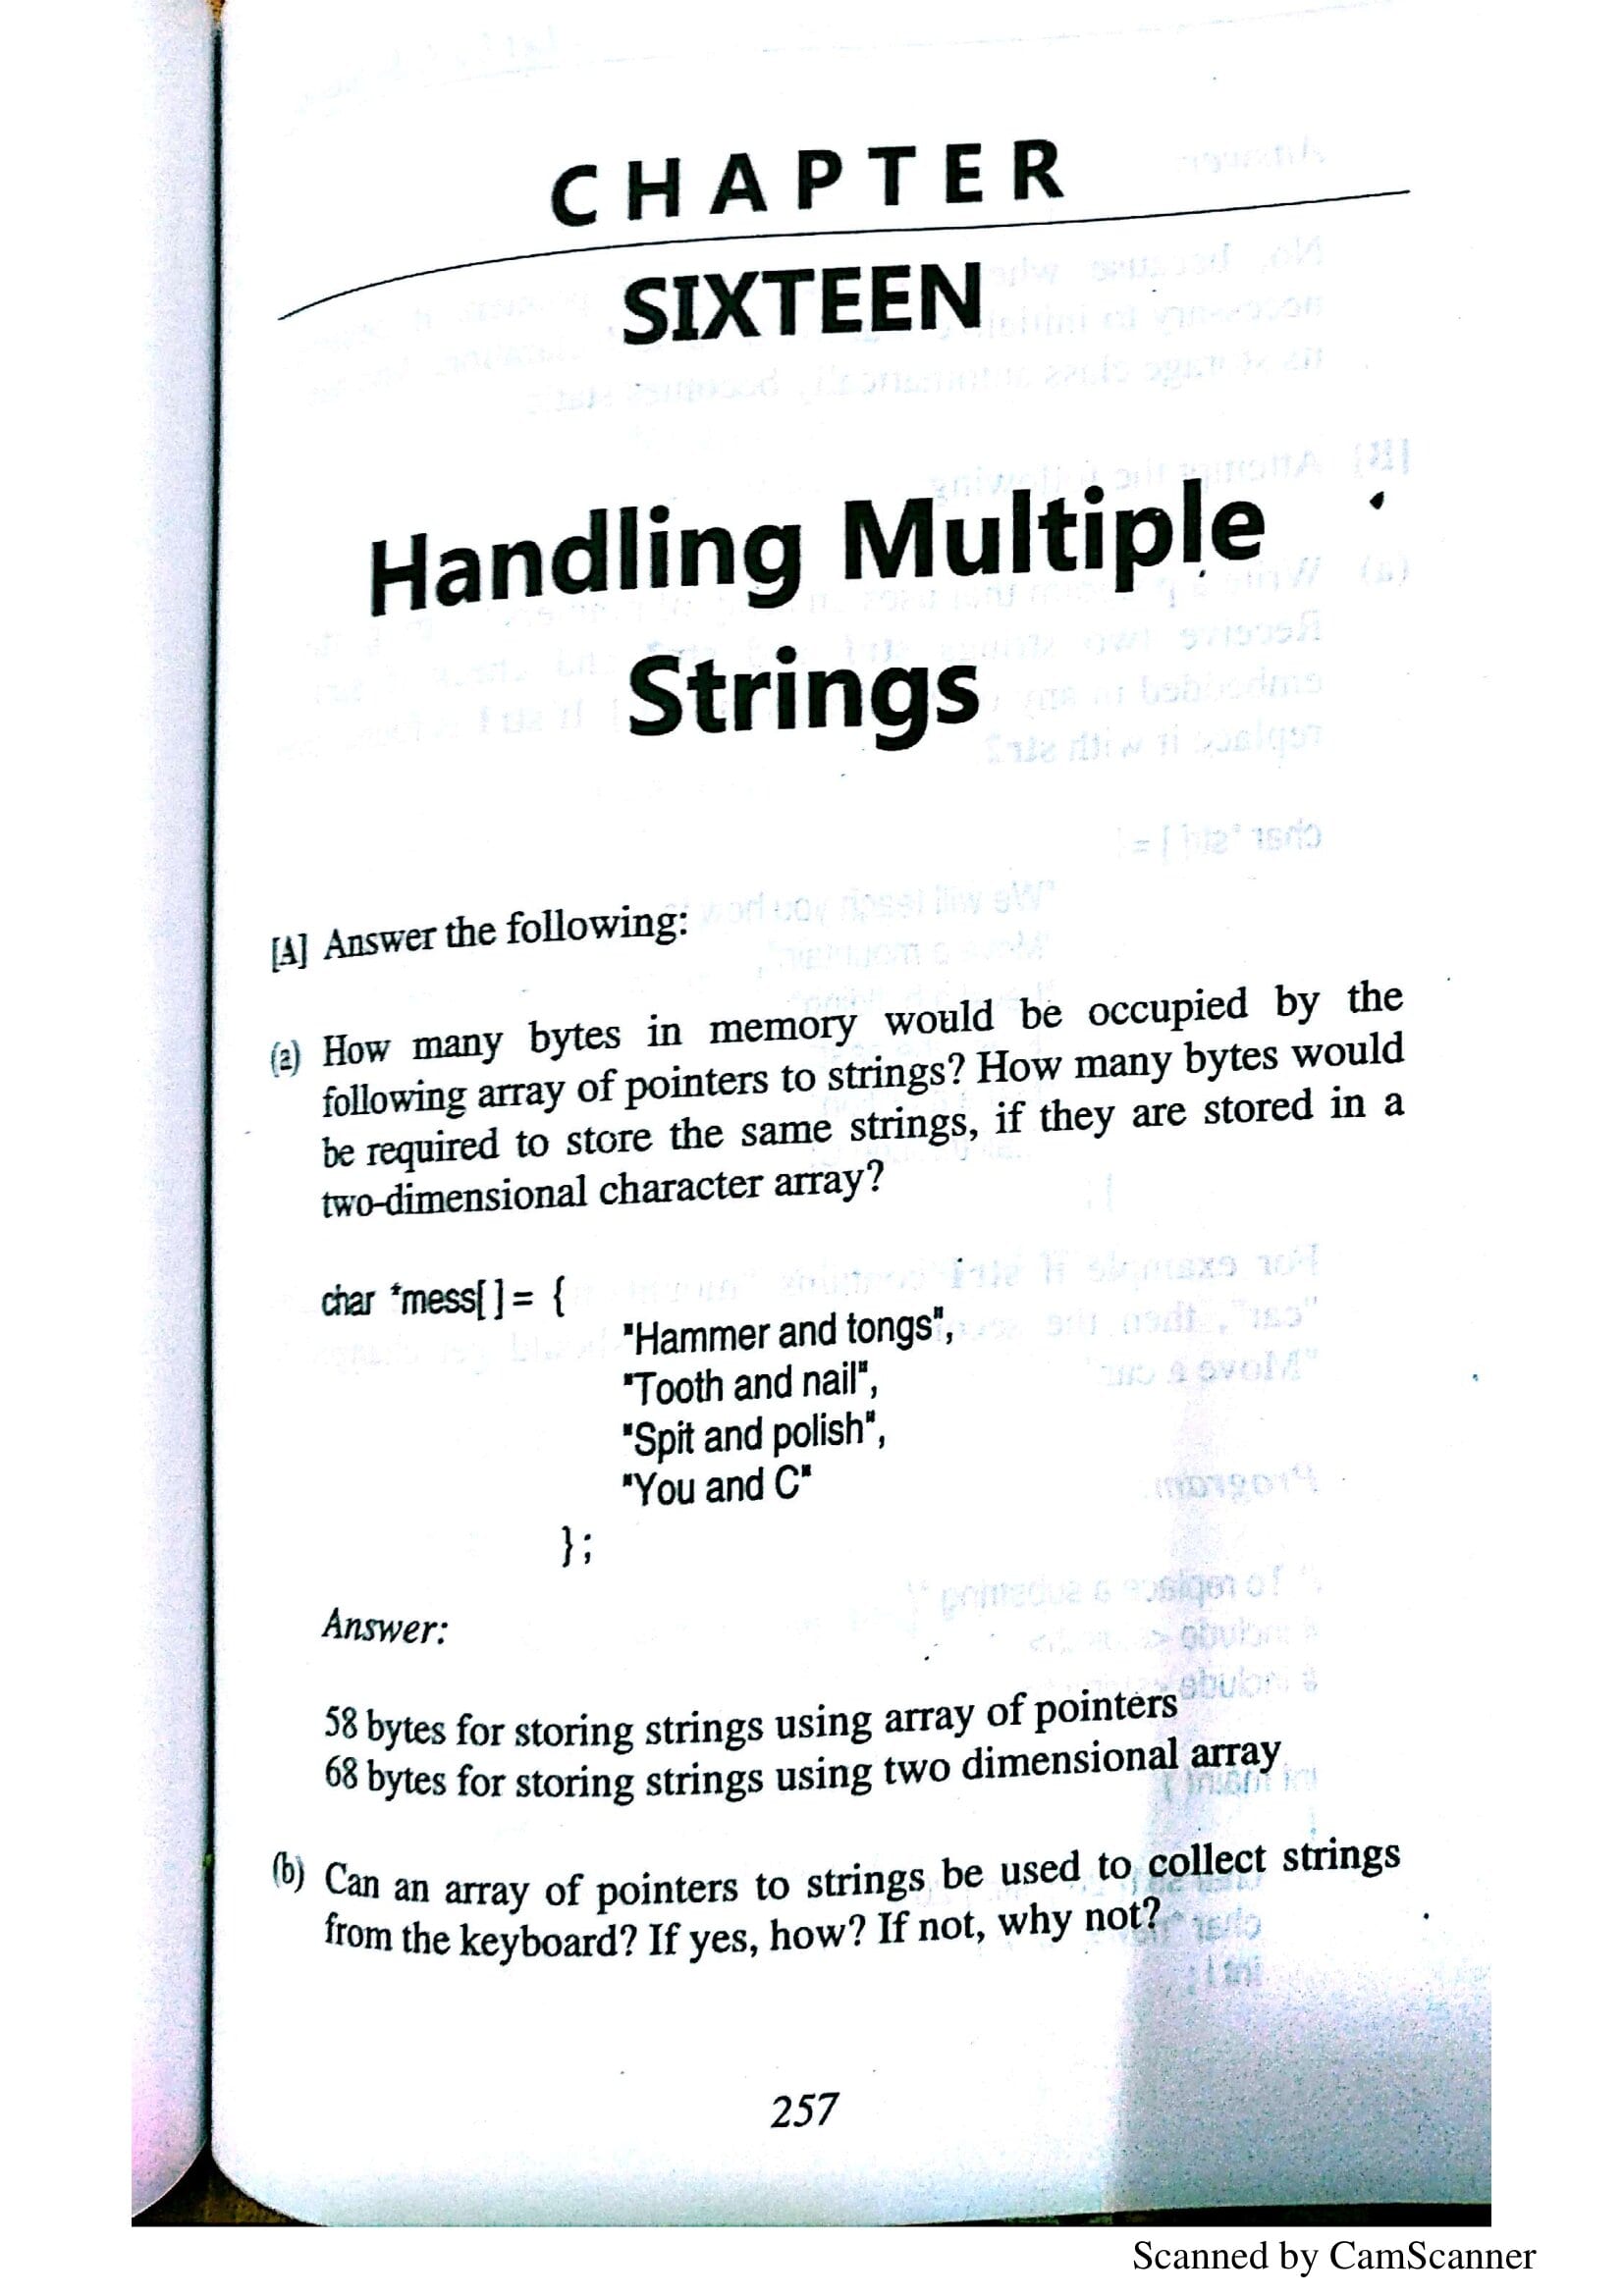 CHAPTER
SIXTEEN
Handling Multiple
Strings
[A] Answer the following:
(a) How many bytes in memory would be occupied by the
following array of pointers to strings? How many bytes would
be required to store the same strings, if they are stored in a
two-dimensional character array?
char *mess[ ] = {
"Hammer and tongs",
"Tooth and nail",
"Spit and polish",
"You and C"
} ;
Answer:
58 bytes for storing strings using array of pointers
68 bytes for storing strings using two dimensional array
(b) Can an array of pointers to strings be used to collect strings
from the keyboard? If yes, how? If not, why not?
257
Scanned by CamScanner